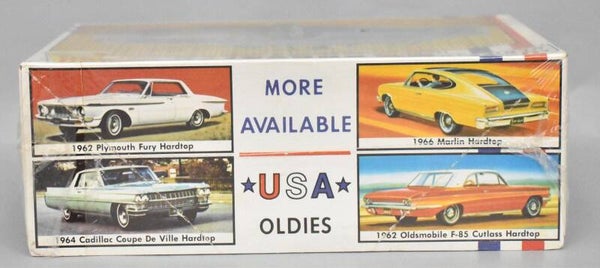 MORE
AVAILABLE
★USA★
OLDIES
1962 Plymouth Fury Hardtop
1966 Marlin Hardtop
1964 Cadillac Coupe De Ville Hardtop
1962 Oldsmobile F-85 Cutlass Hardtop